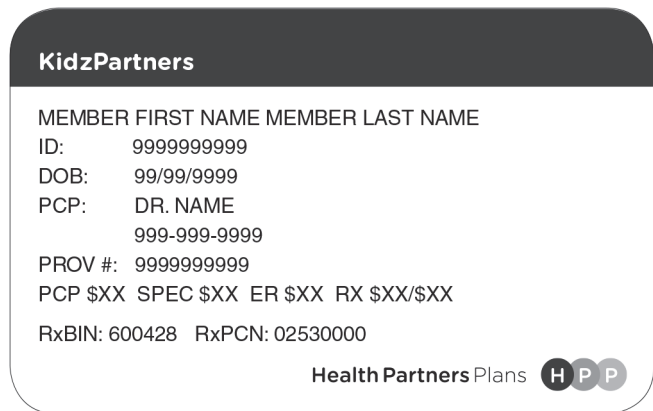 KidzPartners
MEMBER FIRST NAME MEMBER LAST NAME
ID: 9999999999
DOB: 99/99/9999
PCP: DR. NAME
999-999-9999
PROV #: 9999999999
PCP $XX SPEC $XX ER $XX RX $XX/$XX
RxBIN: 600428 RxPCN: 02530000
Health Partners Plans HPP